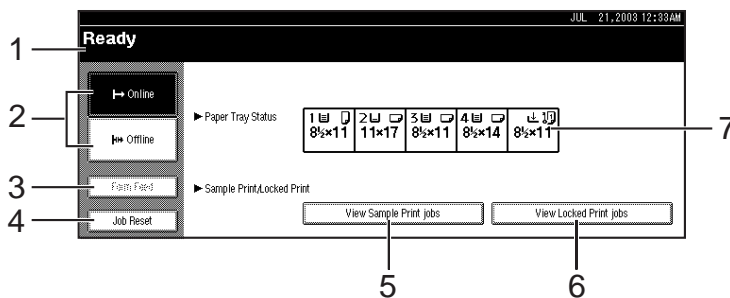 JUL 21,2003 12:33AM
Ready
1
Online
2
Offline
Paper Tray Status
1 2 3 4
8½×11 11×17 8½×11 8½×14 8½×11
7
3
Form Feed
Sample Print/Locked Print
4
Job Reset
View Sample Print jobs
View Locked Print jobs
5
6